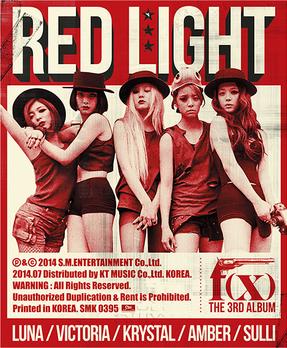 RED LIGHT
℗ & © 2014 S.M.ENTERTAINMENT Co.,Ltd.
2014.07 Distributed by KT MUSIC Co.,Ltd. KOREA.
WARNING : All Rights Reserved.
Unauthorized Duplication & Rent is Prohibited.
Printed in KOREA. SMK 0395
f(x)
THE 3RD ALBUM
LUNA / VICTORIA / KRYSTAL / AMBER / SULLI